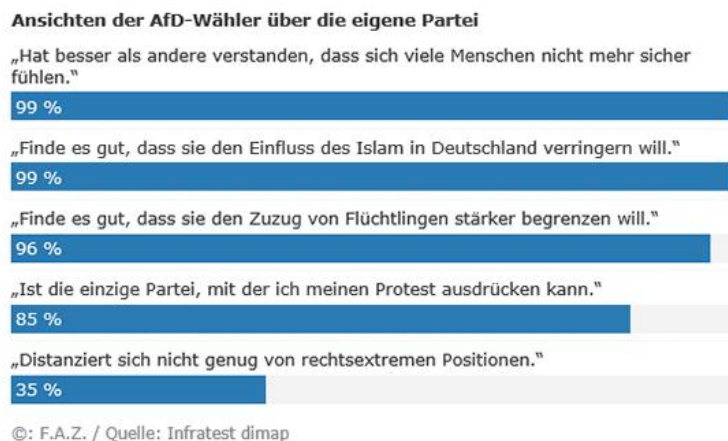 Ansichten der AfD-Wähler über die eigene Partei
„Hat besser als andere verstanden, dass sich viele Menschen nicht mehr sicher
fühlen.“
99 %
„Finde es gut, dass sie den Einfluss des Islam in Deutschland verringern will.“
99 %
„Finde es gut, dass sie den Zuzug von Flüchtlingen stärker begrenzen will.“
96 %
„Ist die einzige Partei, mit der ich meinen Protest ausdrücken kann.“
85 %
„Distanziert sich nicht genug von rechtsextremen Positionen.“
35 %
©: F.A.Z. / Quelle: Infratest dimap